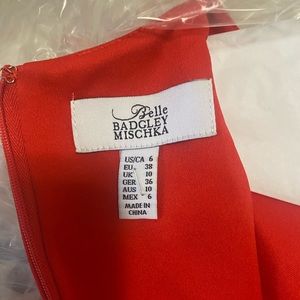 Belle
BADGLEY
MISCHKA
US/CA 6
EU 38
UK 10
GER 36
AUS 10
MEX 6
MADE IN
CHINA